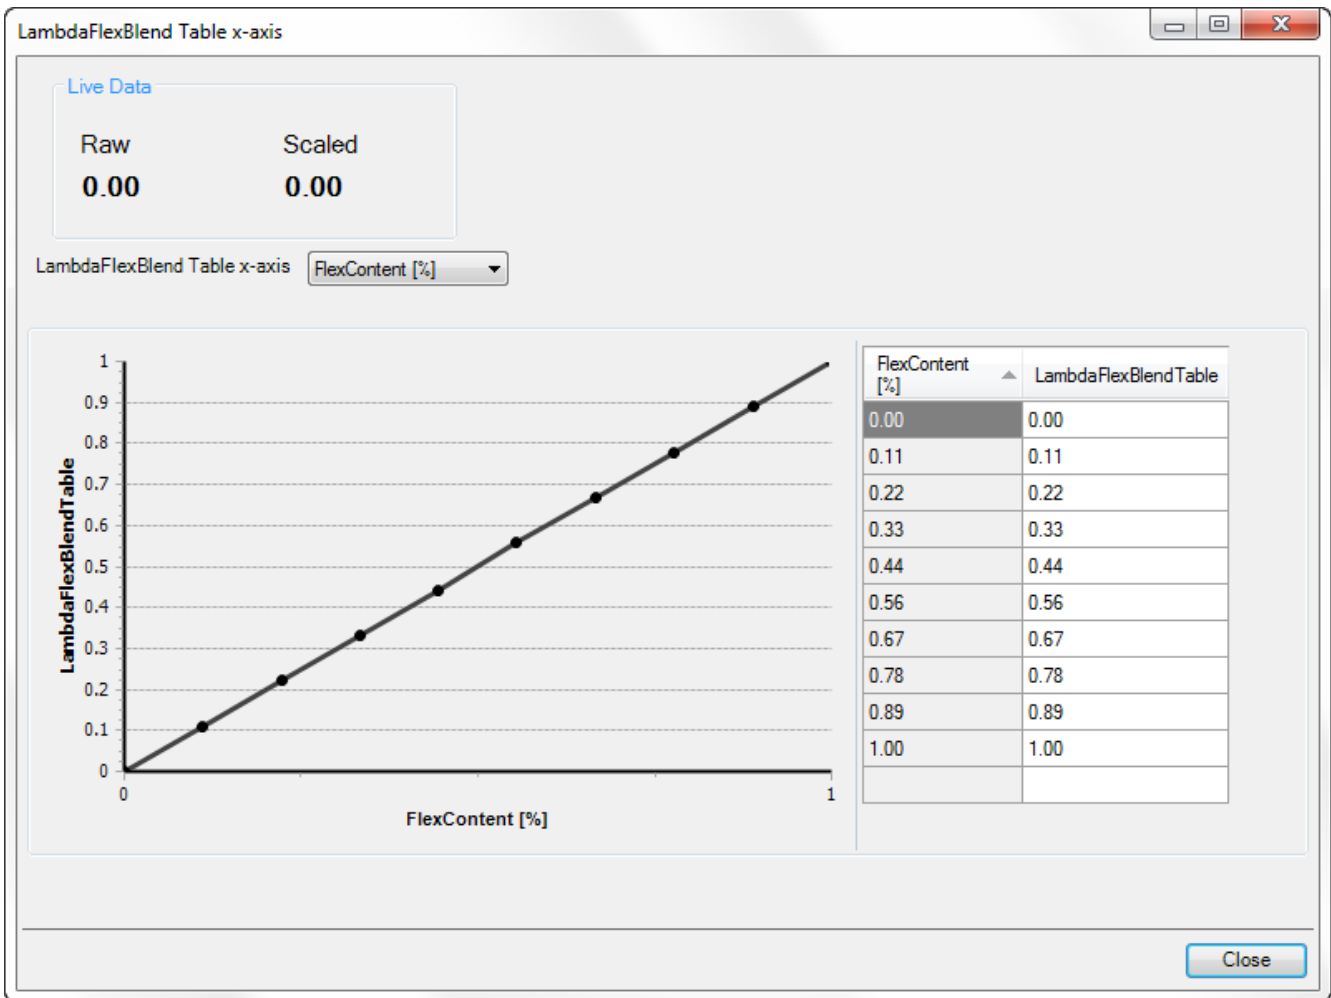 LambdaFlexBlend Table x-axis
Live Data
Raw Scaled
0.00 0.00
LambdaFlexBlend Table x-axis FlexContent [%]
1
0.9
0.8
0.7
0.6
0.5
0.4
0.3
0.2
0.1
0
LambdaFlexBlendTable
0 1
FlexContent [%]
FlexContent
[%]
LambdaFlexBlendTable
0.00 0.00
0.11 0.11
0.22 0.22
0.33 0.33
0.44 0.44
0.56 0.56
0.67 0.67
0.78 0.78
0.89 0.89
1.00 1.00
Close